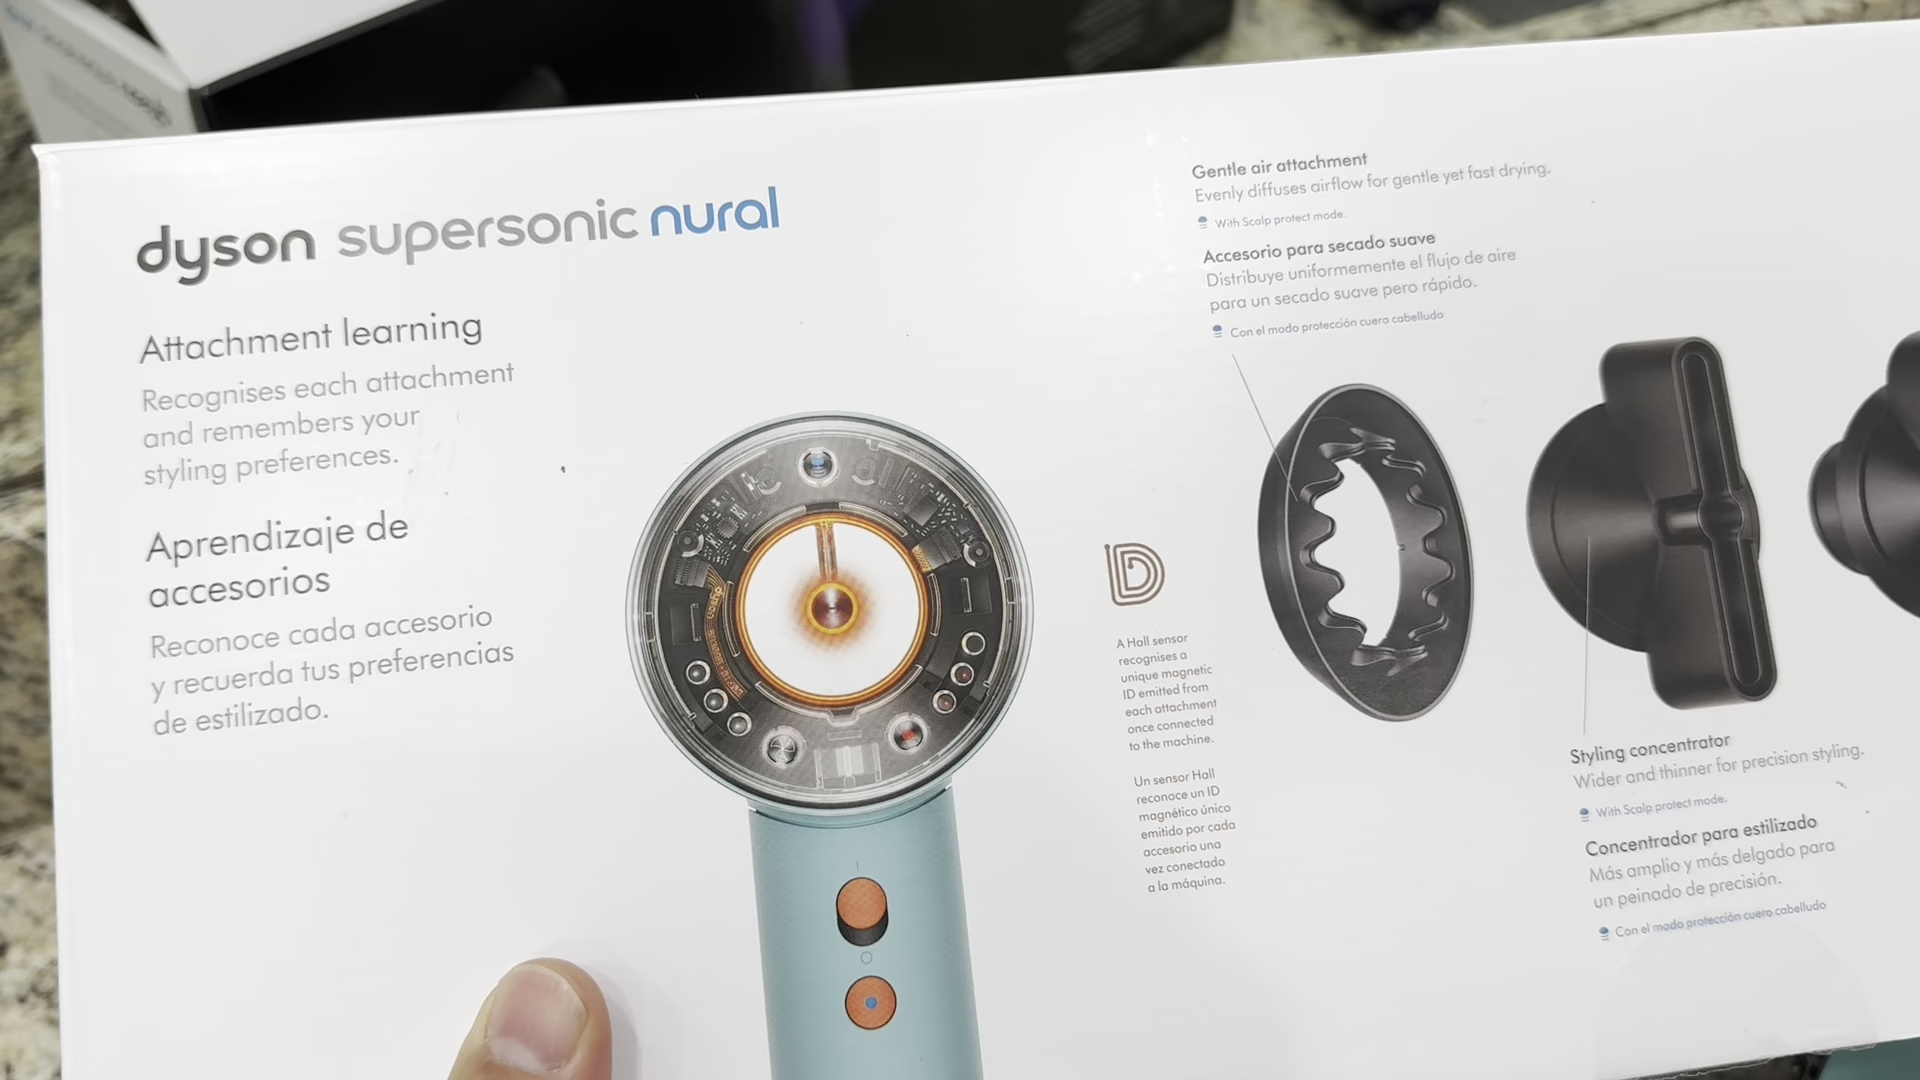 dyson supersonic nural
Attachment learning
Recognises each attachment
and remembers your
styling preferences.
Aprendizaje de
accesorios
Reconoce cada accesorio
y recuerda tus preferencias
de estilizado.
dyson
A Hall sensor
recognises a
unique magnetic
ID emitted from
each attachment
once connected
to the machine.
Un sensor Hall
reconoce un ID
magnético único
emitido por cada
accesorio una
vez conectado
a la máquina.
Gentle air attachment
Evenly diffuses airflow for gentle yet fast drying.
With Scalp protect mode.
Accesorio para secado suave
Distribuye uniformemente el flujo de aire
para un secado suave pero rápido.
Con el modo protección cuero cabelludo
Styling concentrator
Wider and thinner for precision styling.
With Scalp protect mode.
Concentrador para estilizado
Más amplio y más delgado para
un peinado de precisión.
Con el modo protección cuero cabelludo